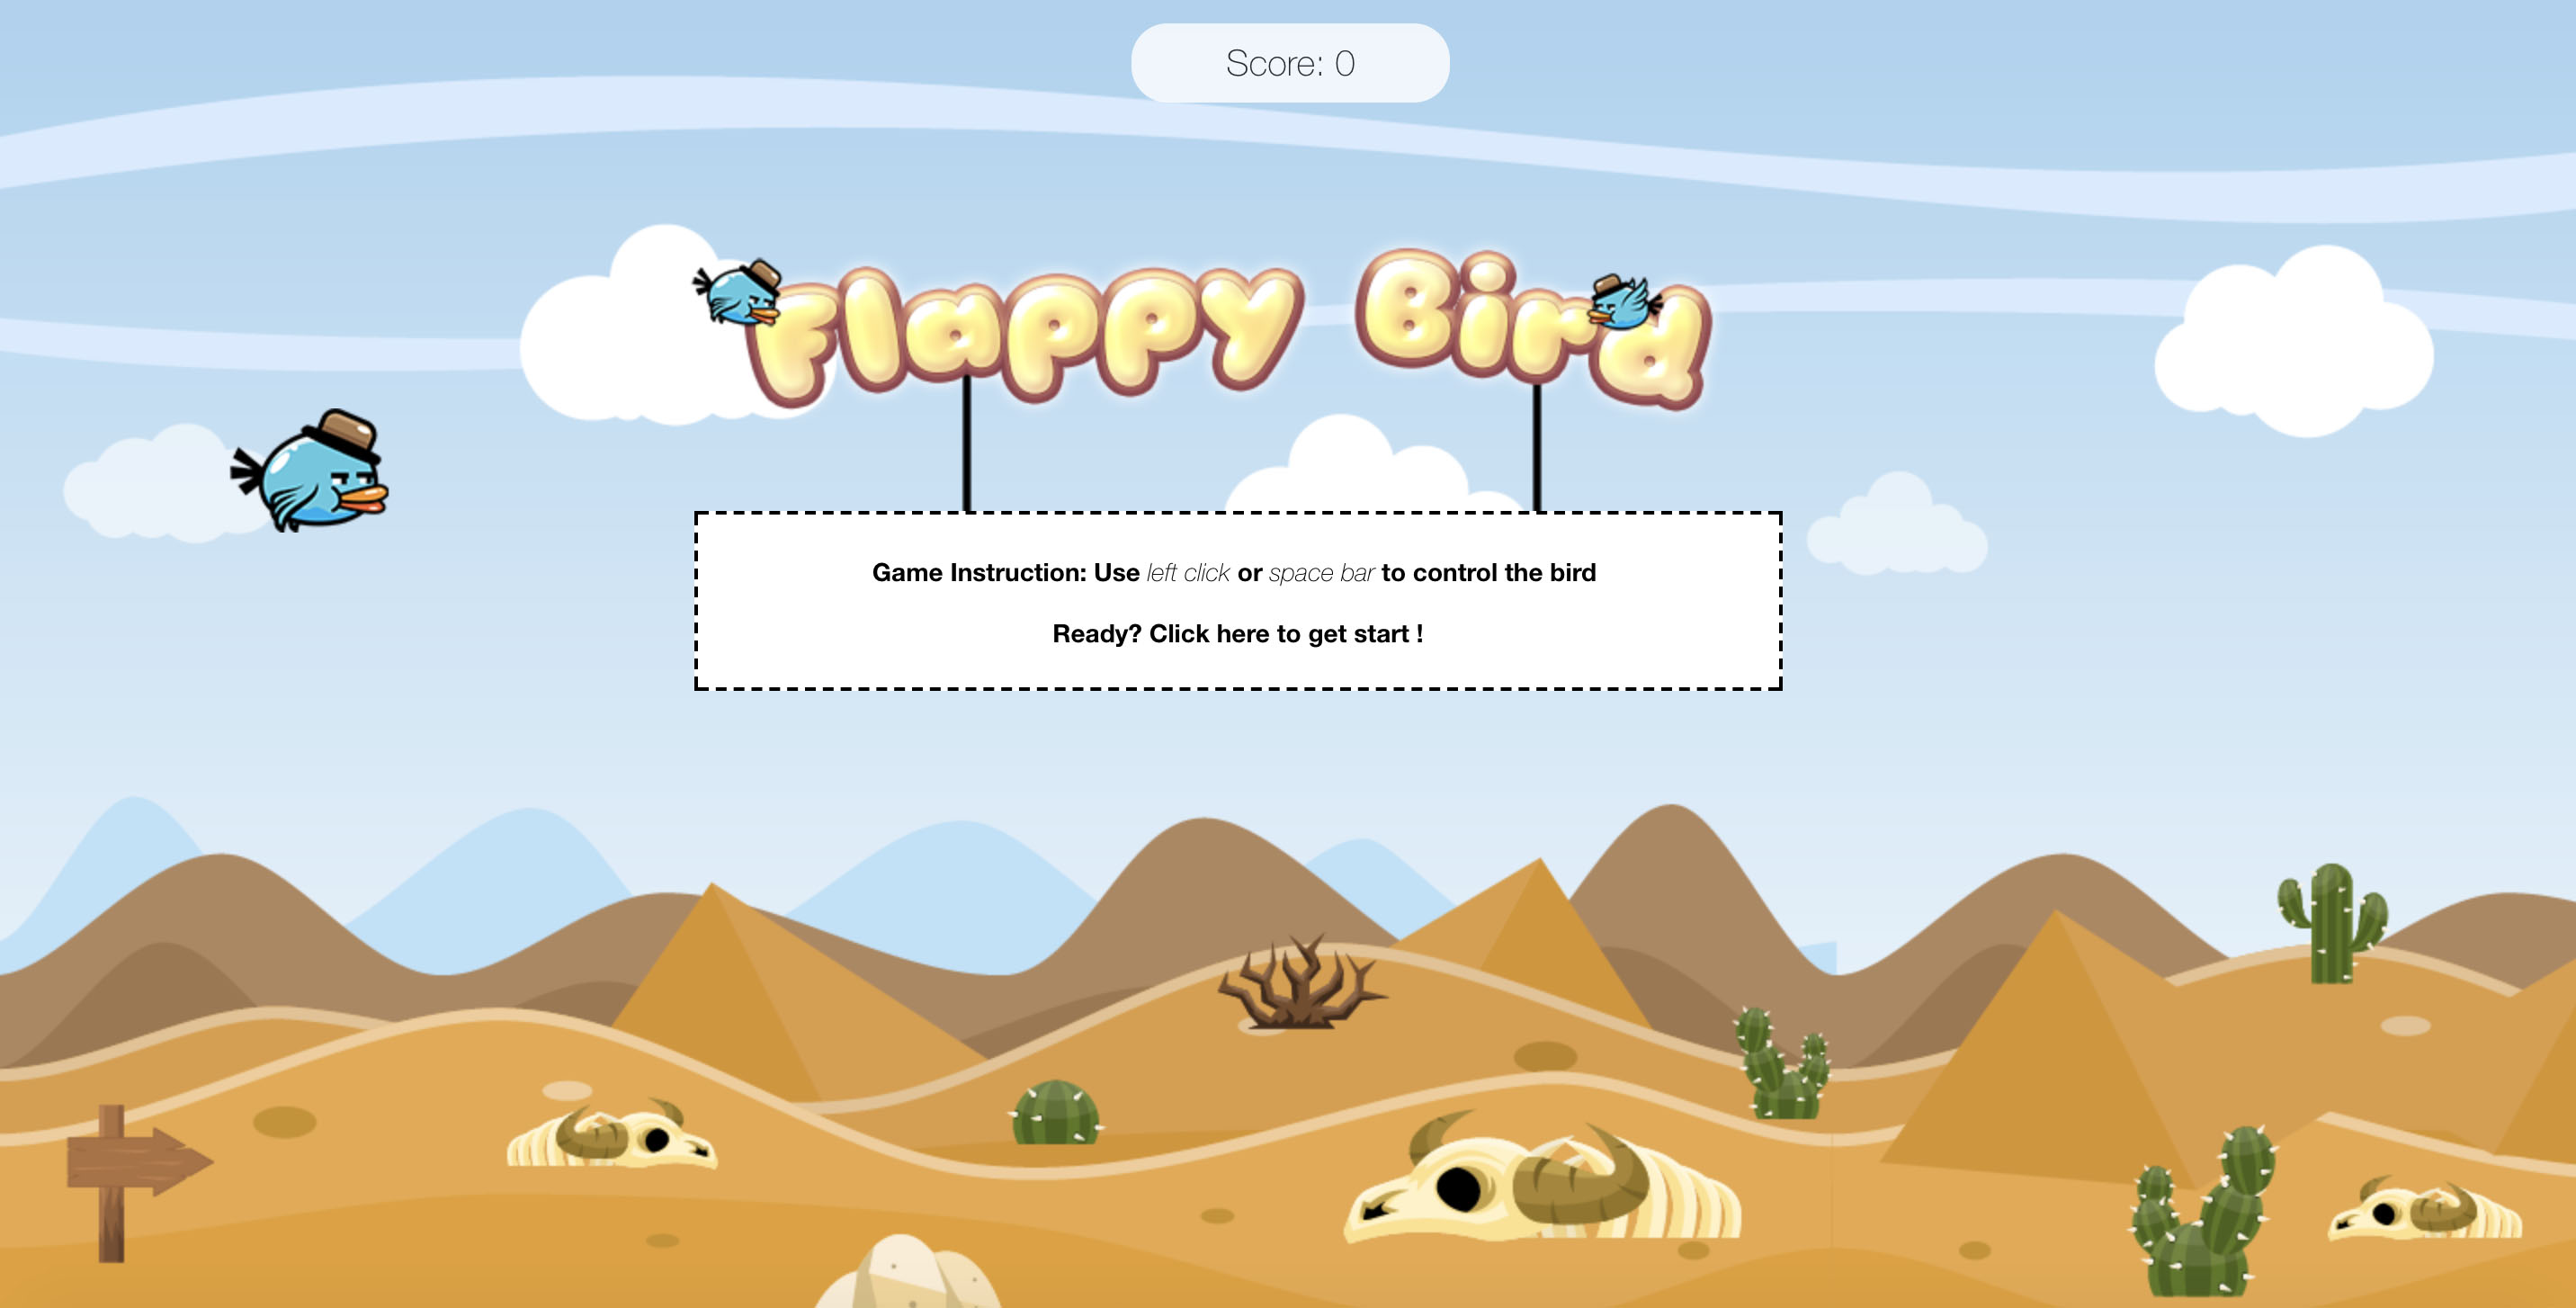 Score: 0
Flappy Bird
Game Instruction: Use left click or space bar to control the bird
Ready? Click here to get start !